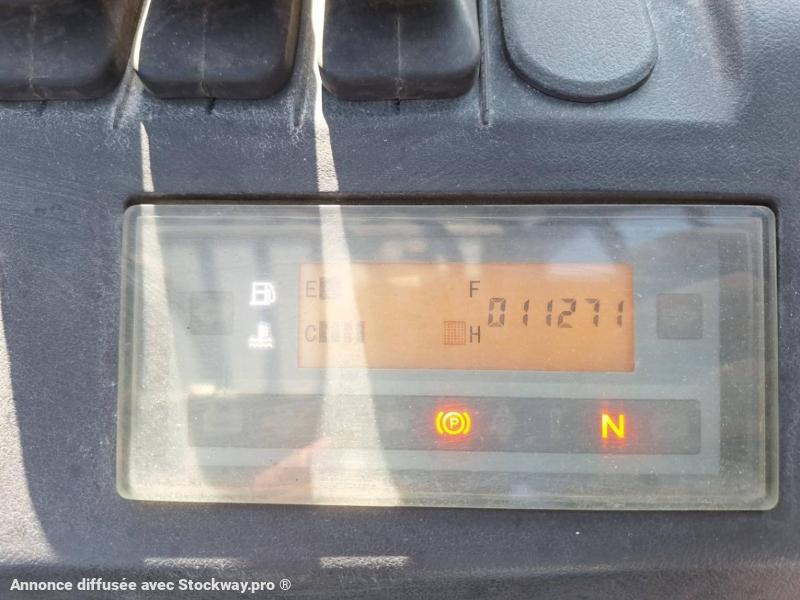 E F
011271
C H
P N
Annonce diffusée avec Stockway.pro ®